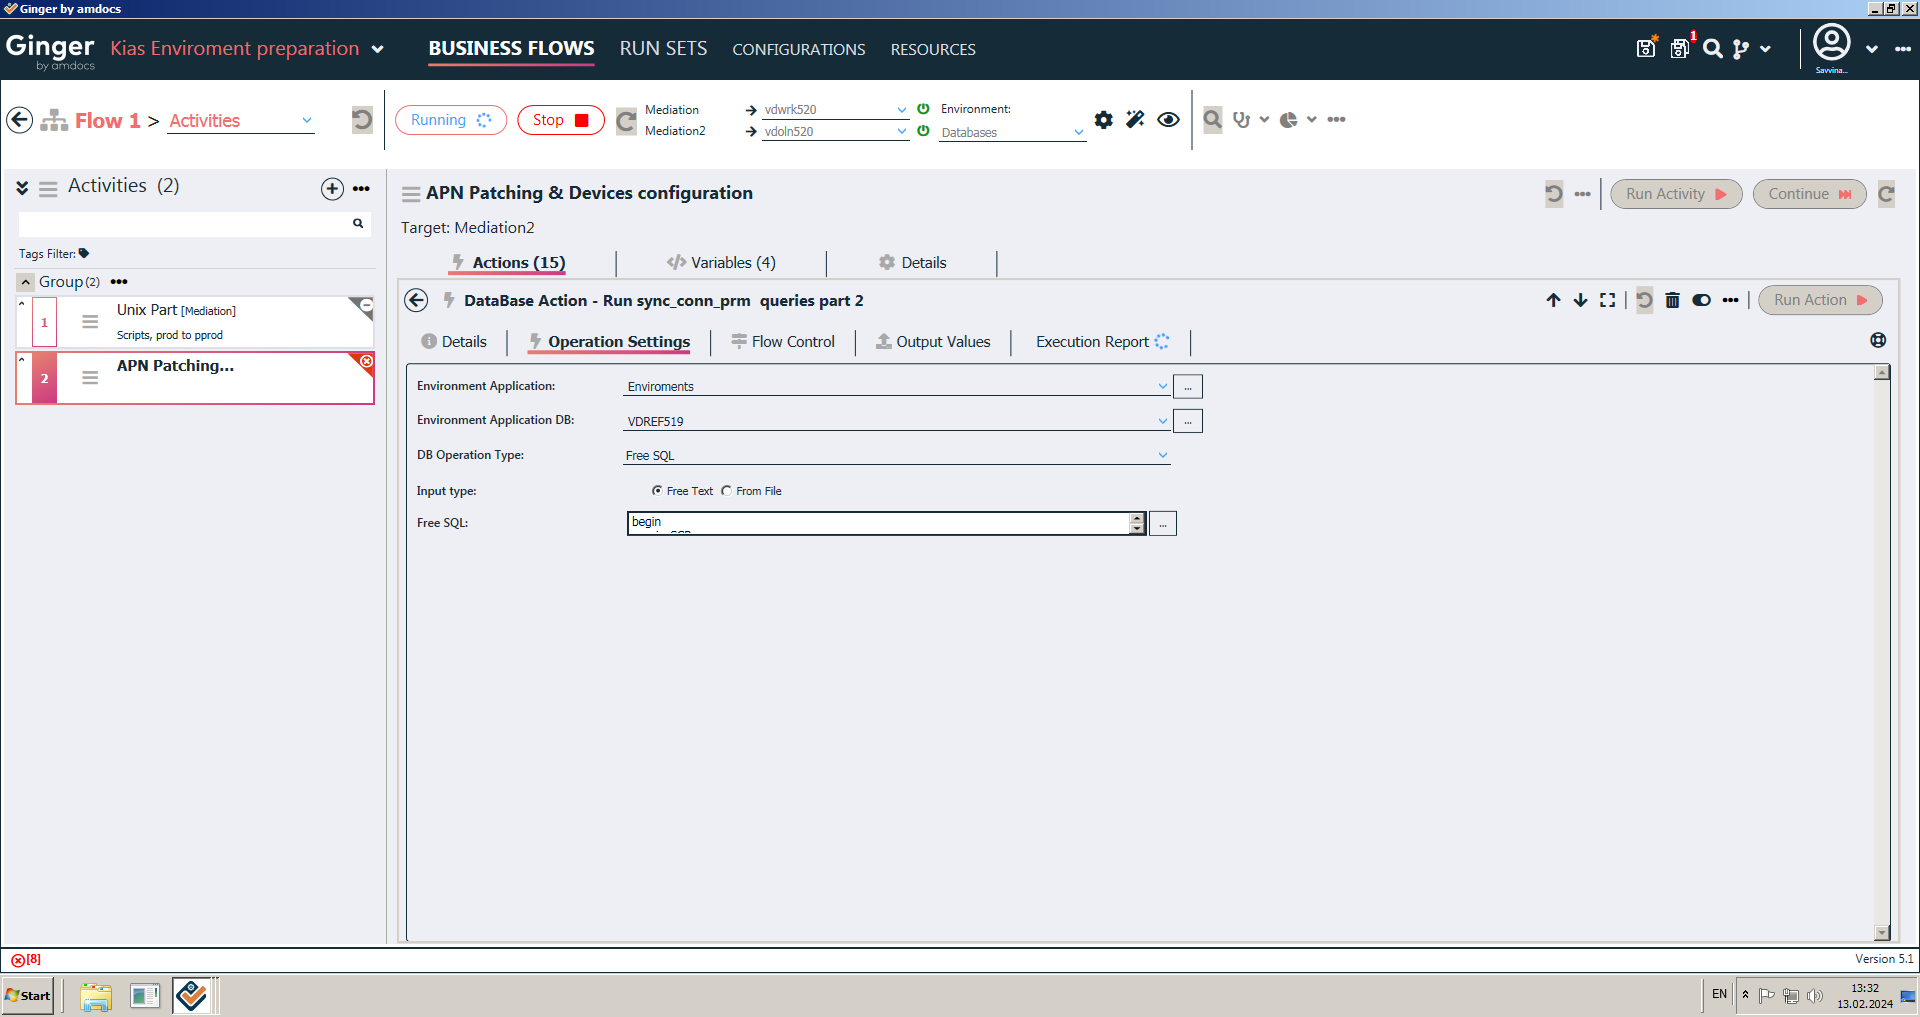 Ginger by amdocs
Ginger
by amdocs
Kias Enviroment preparation
BUSINESS FLOWS
RUN SETS
CONFIGURATIONS
RESOURCES
1
Savvina...
Flow 1 > Activities
Running
Stop
Mediation
vdwrk520
Mediation2
vdoln520
Environment:
Databases
Activities (2)
Tags Filter:
Group(2)
1
Unix Part [Mediation]
Scripts, prod to pprod
2
APN Patching...
APN Patching & Devices configuration
Run Activity
Continue
Target: Mediation2
Actions (15)
Variables (4)
Details
DataBase Action - Run sync_conn_prm queries part 2
Run Action
Details
Operation Settings
Flow Control
Output Values
Execution Report
Environment Application:
Enviroments
...
Environment Application DB:
VDREF519
...
DB Operation Type:
Free SQL
Input type:
Free Text
From File
Free SQL:
begin
...
[8]
Version 5.1
Start
EN
13:32
13.02.2024